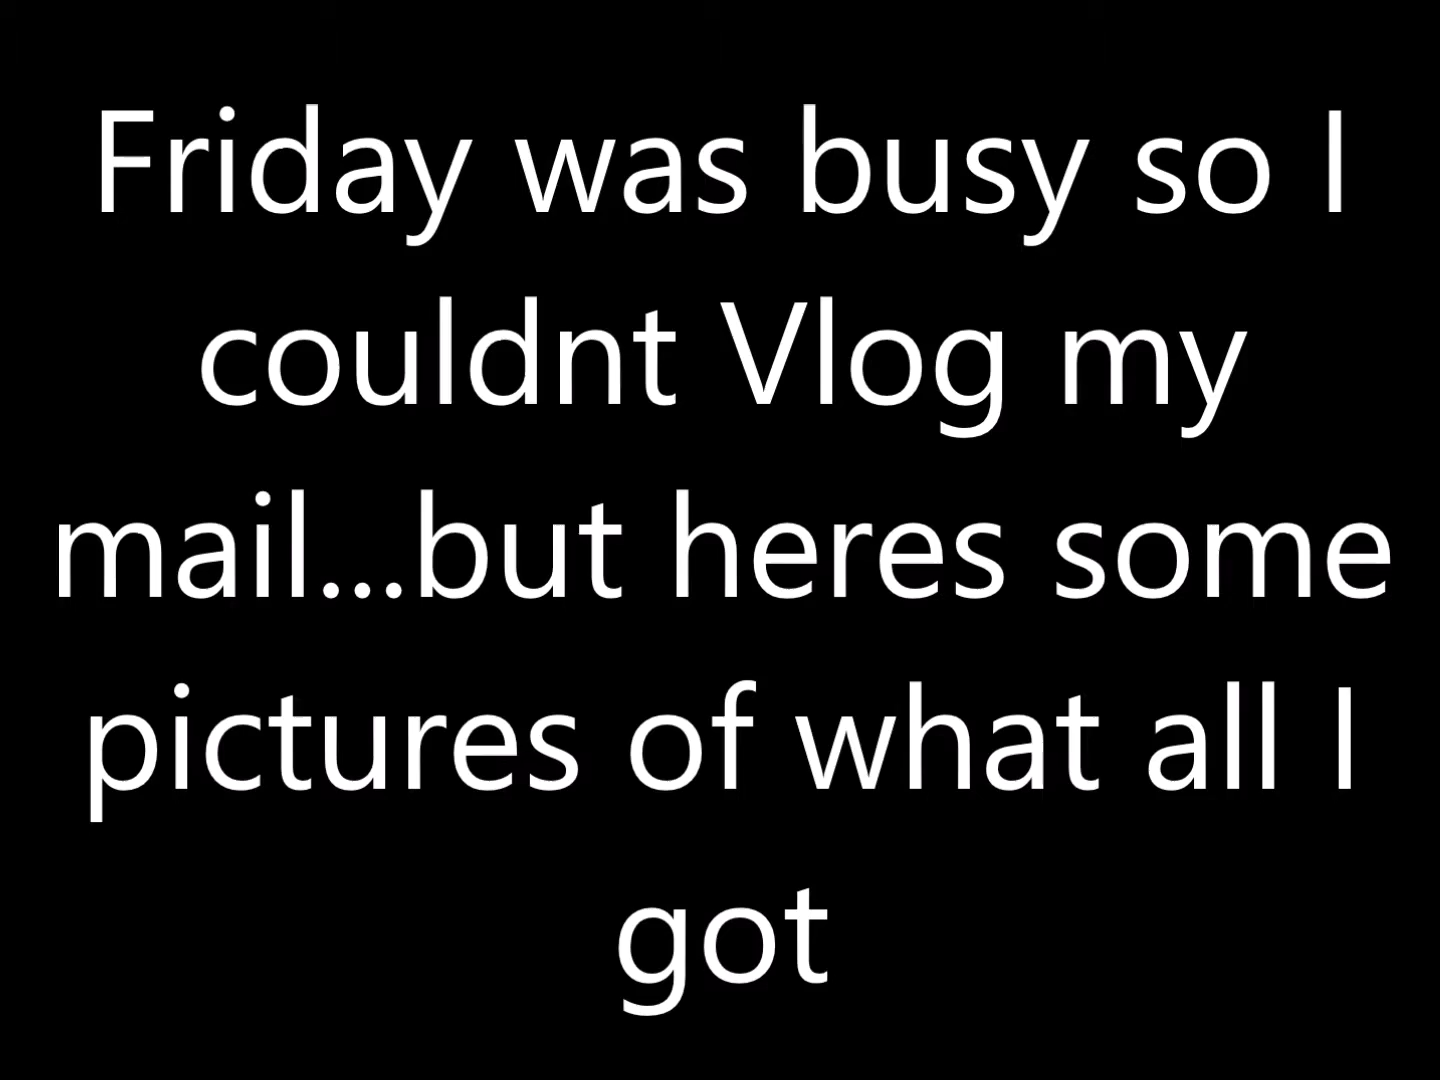 Friday was busy so I
couldnt Vlog my
mail...but heres some
pictures of what all I
got